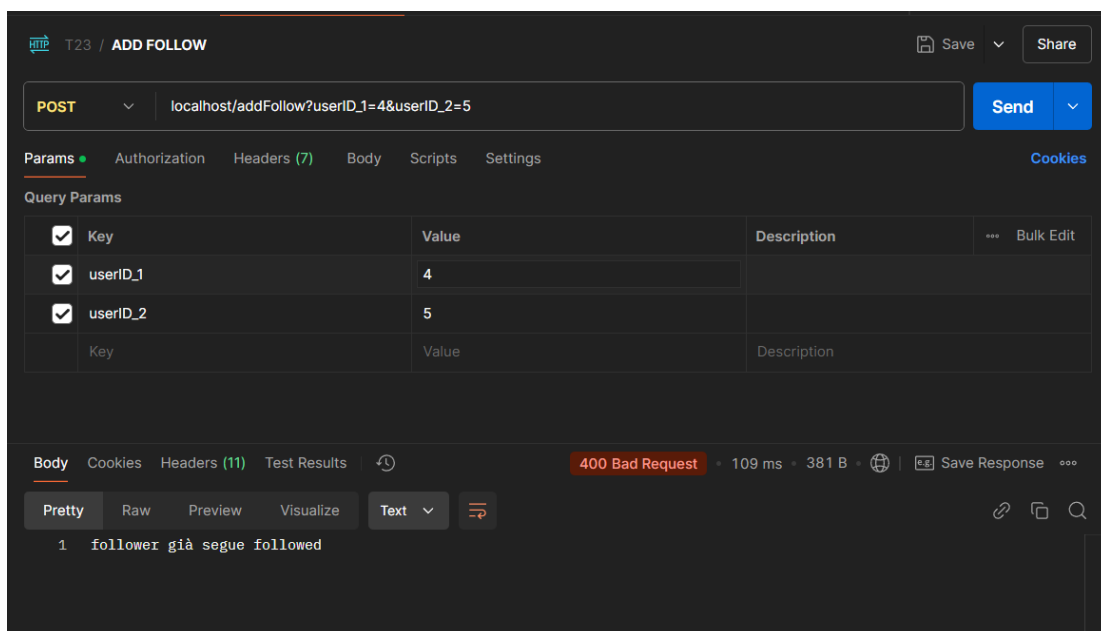 HTTP T23 / ADD FOLLOW Save Share
POST localhost/addFollow?userID_1=4&userID_2=5 Send
Params Authorization Headers (7) Body Scripts Settings Cookies
Query Params
Key Value Description Bulk Edit
userID_1 4
userID_2 5
Key Value Description
Body Cookies Headers (11) Test Results 400 Bad Request 109 ms 381 B e.g. Save Response
Pretty Raw Preview Visualize Text
1 follower già segue followed